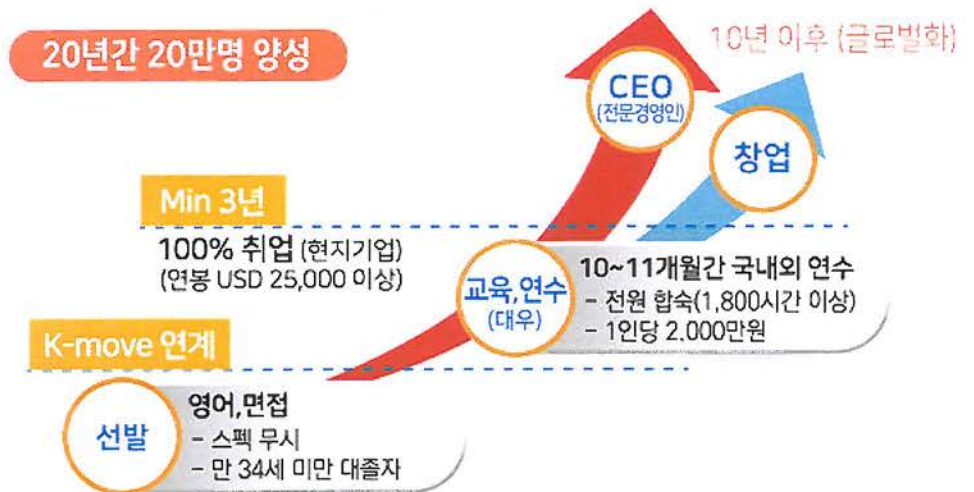 20년간 20만명 양성
10년 이후 (글로벌화)
CEO
(전문경영인)
창업
Min 3년
100% 취업 (현지기업)
(연봉 USD 25,000 이상)
교육,연수
(대우)
10~11개월간 국내외 연수
- 전원 합숙(1,800시간 이상)
- 1인당 2.000만원
K-move 연계
선발
영어,면접
- 스펙 무시
- 만 34세 미만 대졸자